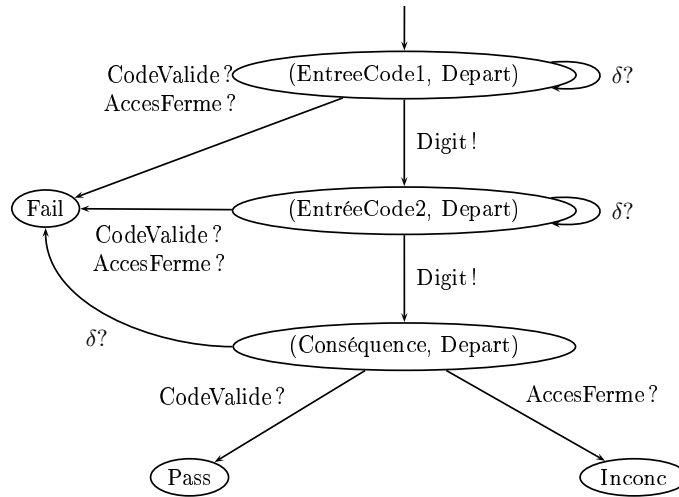 (EntreeCode1, Depart)
δ?
CodeValide ?
AccesFerme ?
Digit !
Fail
(EntréeCode2, Depart)
δ?
CodeValide ?
AccesFerme ?
Digit !
δ?
(Conséquence, Depart)
CodeValide ?
AccesFerme ?
Pass
Inconc